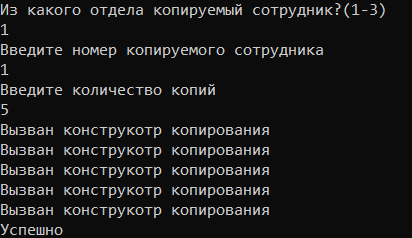 Из какого отдела копируемый сотрудник?(1-3)
1
Введите номер копируемого сотрудника
1
Введите количество копий
5
Вызван конструкотр копирования
Вызван конструкотр копирования
Вызван конструкотр копирования
Вызван конструкотр копирования
Вызван конструкотр копирования
Успешно